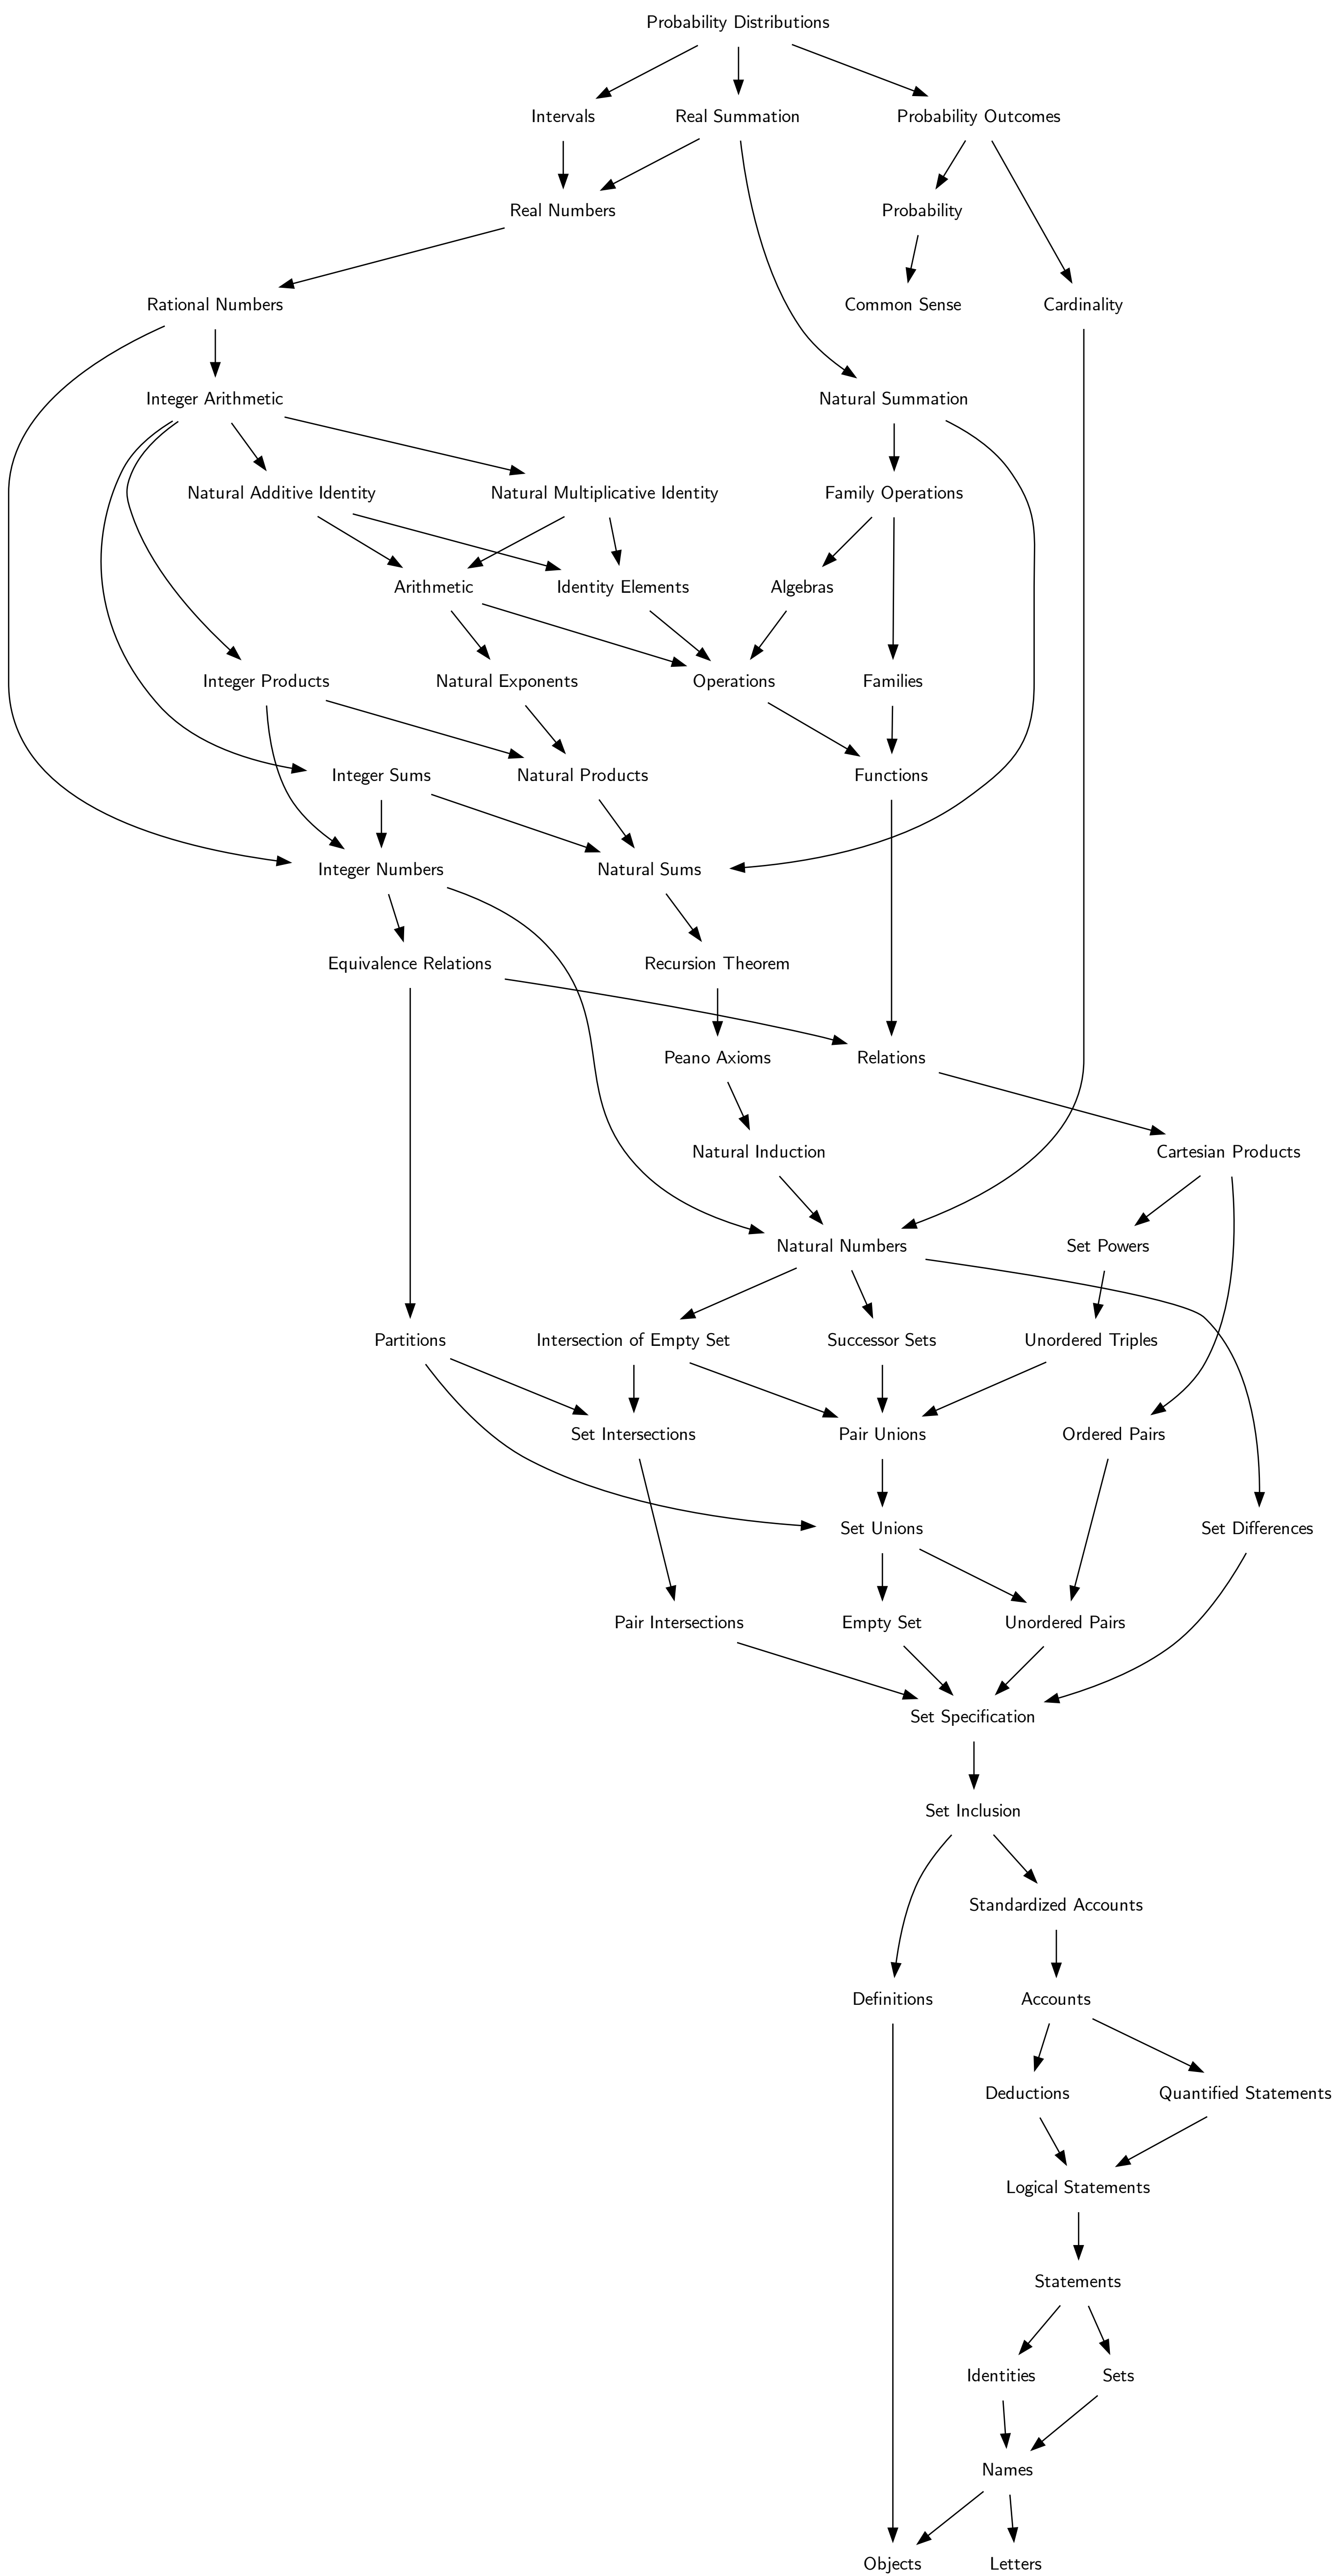 Probability Distributions
Intervals
Real Summation
Probability Outcomes
Real Numbers
Probability
Rational Numbers
Common Sense
Cardinality
Integer Arithmetic
Natural Summation
Natural Additive Identity
Natural Multiplicative Identity
Family Operations
Arithmetic
Identity Elements
Algebras
Integer Products
Natural Exponents
Operations
Families
Integer Sums
Natural Products
Functions
Integer Numbers
Natural Sums
Equivalence Relations
Recursion Theorem
Peano Axioms
Relations
Natural Induction
Cartesian Products
Natural Numbers
Set Powers
Partitions
Intersection of Empty Set
Successor Sets
Unordered Triples
Set Intersections
Pair Unions
Ordered Pairs
Set Unions
Set Differences
Pair Intersections
Empty Set
Unordered Pairs
Set Specification
Set Inclusion
Standardized Accounts
Definitions
Accounts
Deductions
Quantified Statements
Logical Statements
Statements
Identities
Sets
Names
Objects
Letters